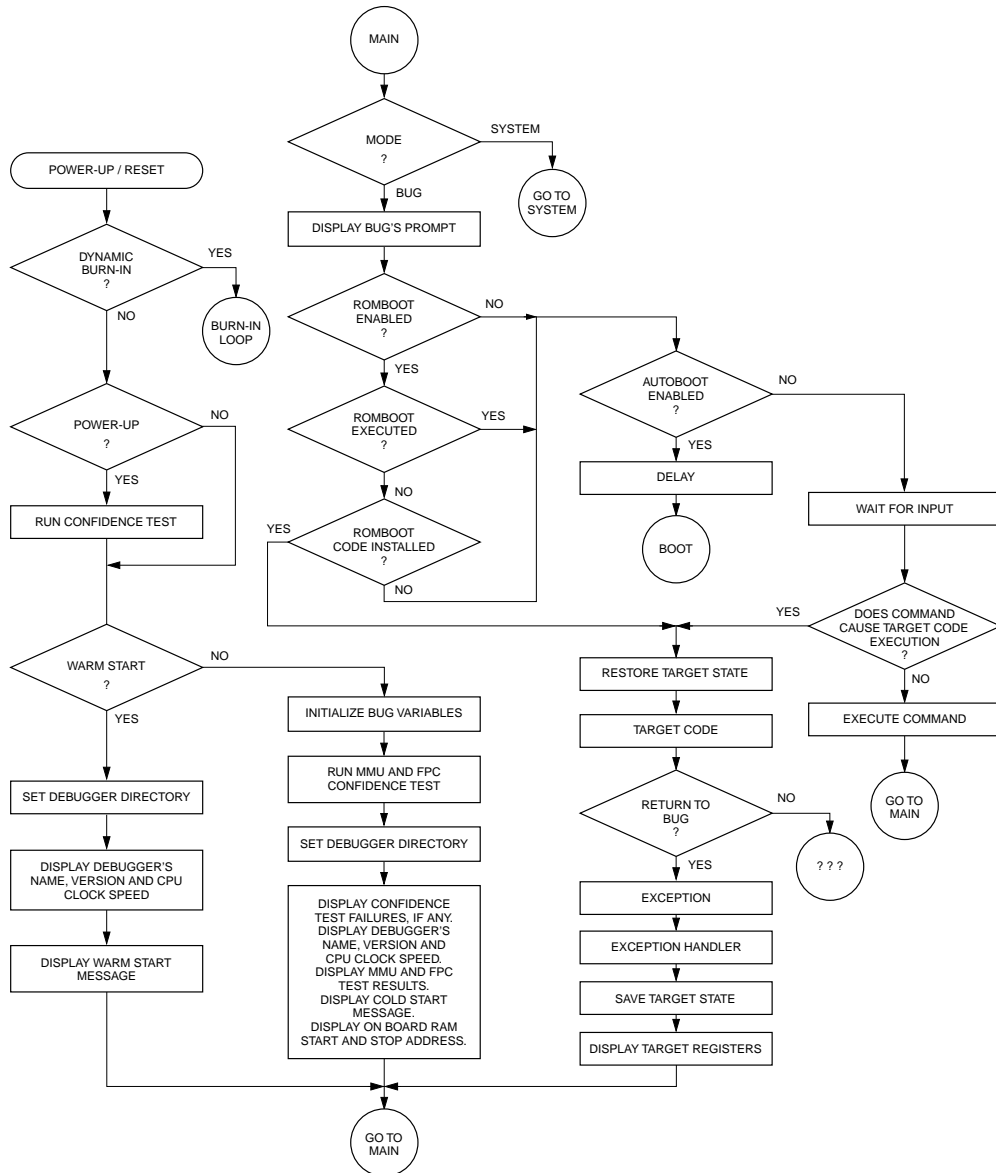 MAIN
MODE
?
SYSTEM
BUG
GO TO
SYSTEM
DISPLAY BUG'S PROMPT
POWER-UP / RESET
DYNAMIC
BURN-IN
?
YES
NO
BURN-IN
LOOP
ROMBOOT
ENABLED
?
NO
YES
AUTOBOOT
ENABLED
?
NO
YES
POWER-UP
?
NO
YES
ROMBOOT
EXECUTED
?
YES
NO
DELAY
BOOT
WAIT FOR INPUT
RUN CONFIDENCE TEST
ROMBOOT
CODE INSTALLED
?
YES
NO
DOES COMMAND
CAUSE TARGET CODE
EXECUTION
?
YES
NO
EXECUTE COMMAND
GO TO
MAIN
WARM START
?
NO
YES
INITIALIZE BUG VARIABLES
RUN MMU AND FPC
CONFIDENCE TEST
SET DEBUGGER DIRECTORY
DISPLAY CONFIDENCE
TEST FAILURES, IF ANY.
DISPLAY DEBUGGER'S
NAME, VERSION AND
CPU CLOCK SPEED.
DISPLAY MMU AND FPC
TEST RESULTS.
DISPLAY COLD START
MESSAGE.
DISPLAY ON BOARD RAM
START AND STOP ADDRESS.
SET DEBUGGER DIRECTORY
DISPLAY DEBUGGER'S
NAME, VERSION AND CPU
CLOCK SPEED
DISPLAY WARM START
MESSAGE
RESTORE TARGET STATE
TARGET CODE
RETURN TO
BUG
?
NO
YES
? ? ?
EXCEPTION
EXCEPTION HANDLER
SAVE TARGET STATE
DISPLAY TARGET REGISTERS
GO TO
MAIN